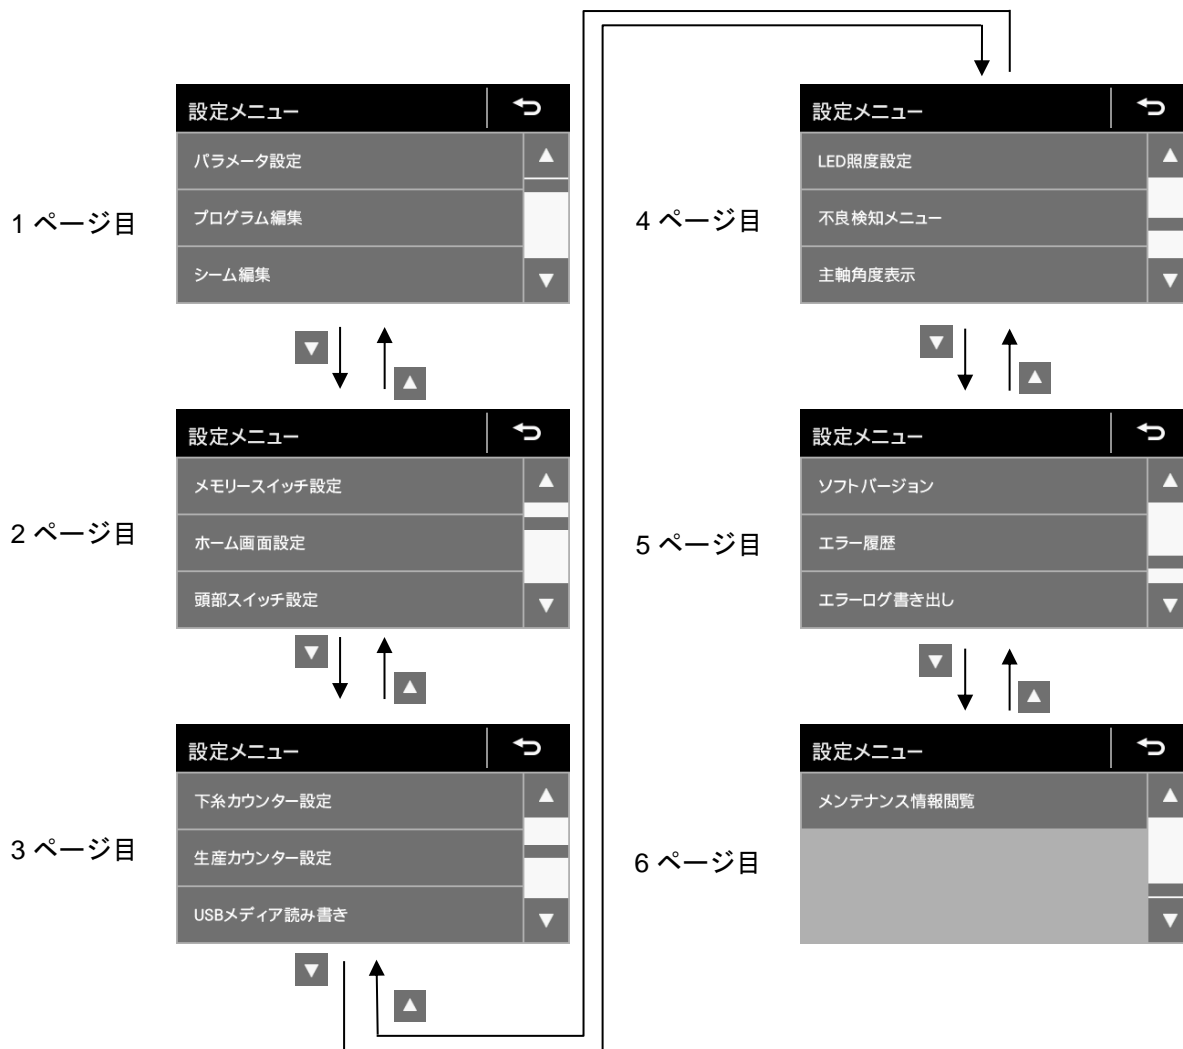 設定メニュー
パラメータ設定
プログラム編集
シーム編集
1 ページ目
設定メニュー
メモリースイッチ設定
ホーム画面設定
頭部スイッチ設定
2 ページ目
設定メニュー
下糸カウンター設定
生産カウンター設定
USBメディア読み書き
3 ページ目
設定メニュー
LED照度設定
不良検知メニュー
主軸角度表示
4 ページ目
設定メニュー
ソフトバージョン
エラー履歴
エラーログ書き出し
5 ページ目
設定メニュー
メンテナンス情報閲覧
6 ページ目